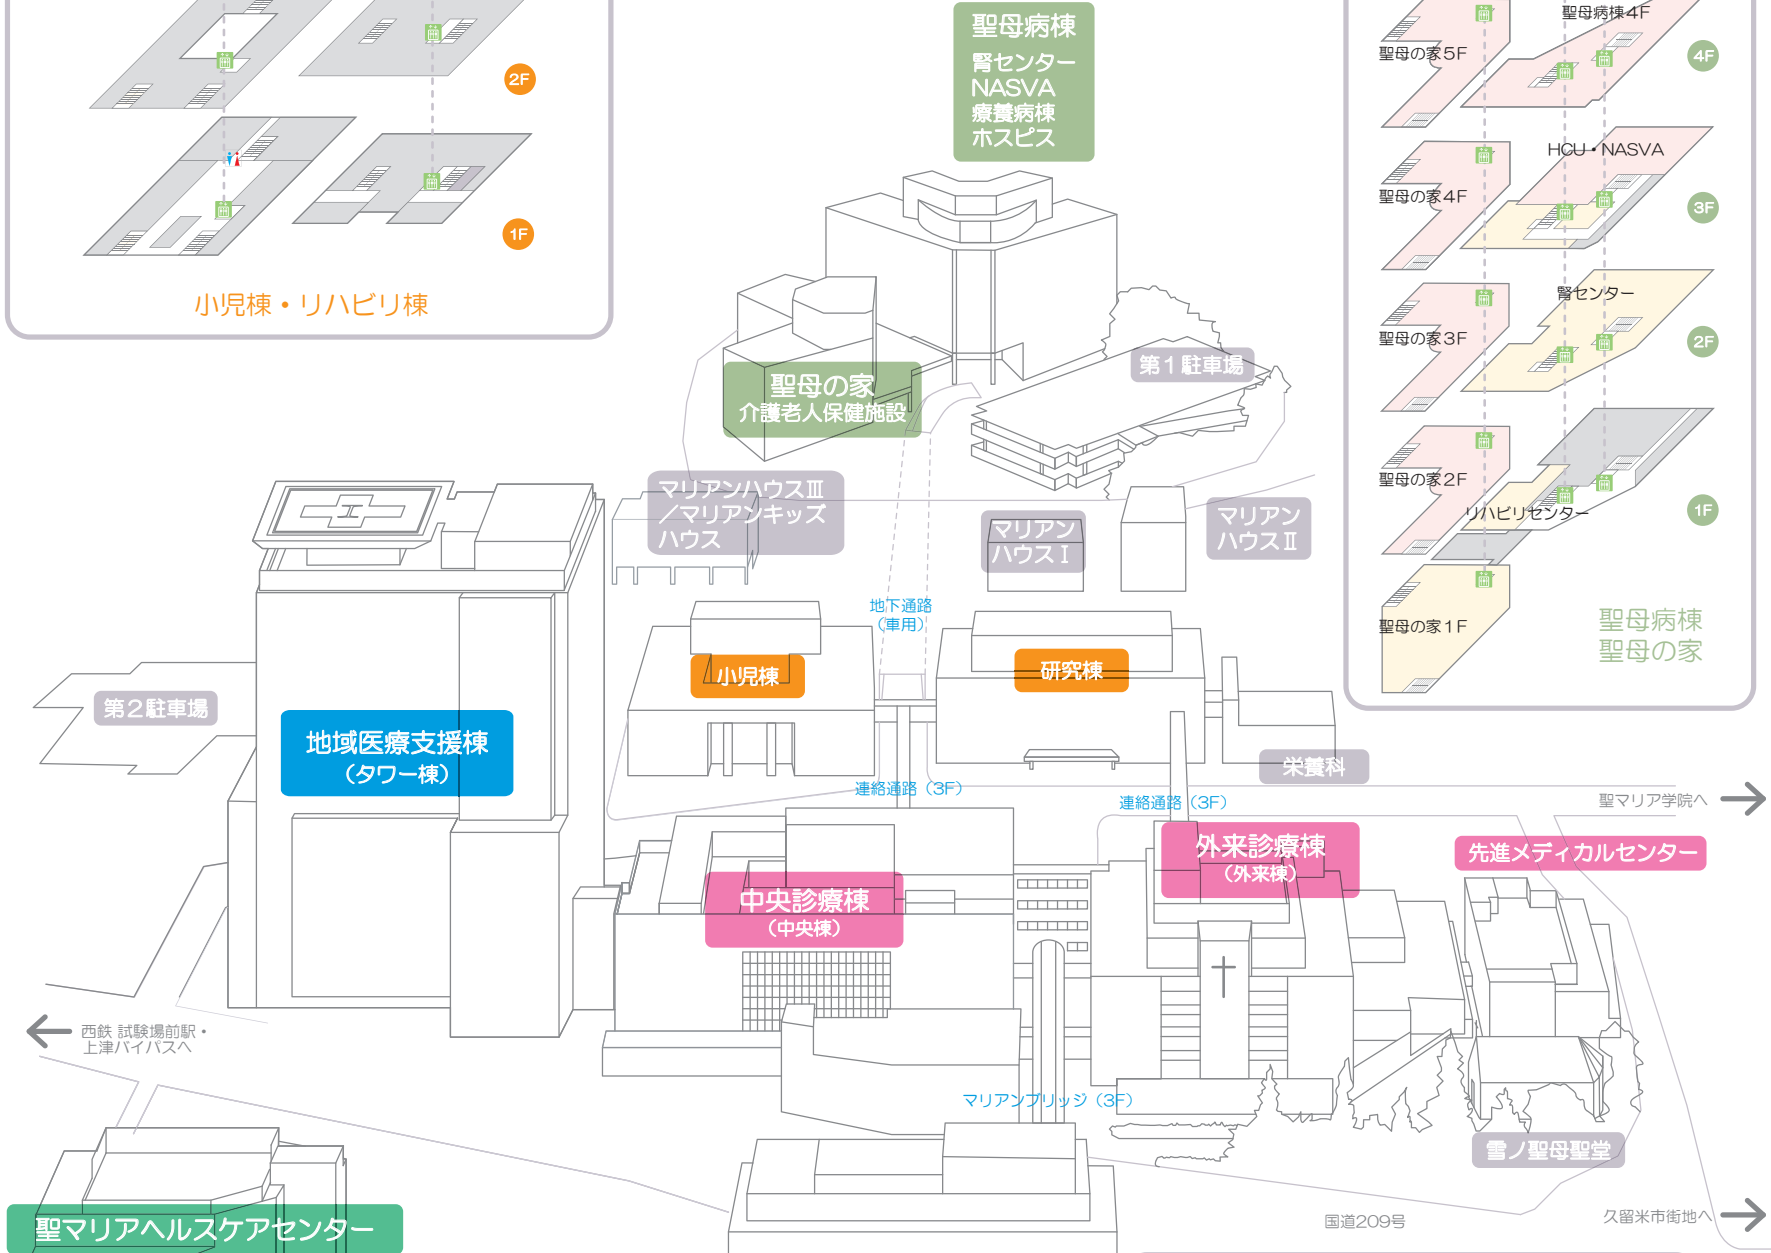 2F
1F
小児棟・リハビリ棟
聖母病棟
腎センター
NASVA
療養病棟
ホスピス
聖母病棟4F
聖母の家5F
4F
HCU・NASVA
聖母の家4F
3F
腎センター
聖母の家3F
2F
聖母の家2F
リハビリセンター
1F
聖母の家1F
聖母病棟
聖母の家
第1駐車場
聖母の家
介護老人保健施設
マリアンハウスⅢ
／マリアンキッズ
ハウス
マリアン
ハウスⅠ
マリアン
ハウスⅡ
地下通路
（車用）
小児棟
研究棟
第2駐車場
地域医療支援棟
（タワー棟）
栄養科
連絡通路（3F）
連絡通路（3F）
聖マリア学院へ
外来診療棟
（外来棟）
先進メディカルセンター
中央診療棟
（中央棟）
西鉄 試験場前駅・
上津バイパスへ
マリアンブリッジ（3F）
雪ノ聖母聖堂
聖マリアヘルスケアセンター
国道209号
久留米市街地へ